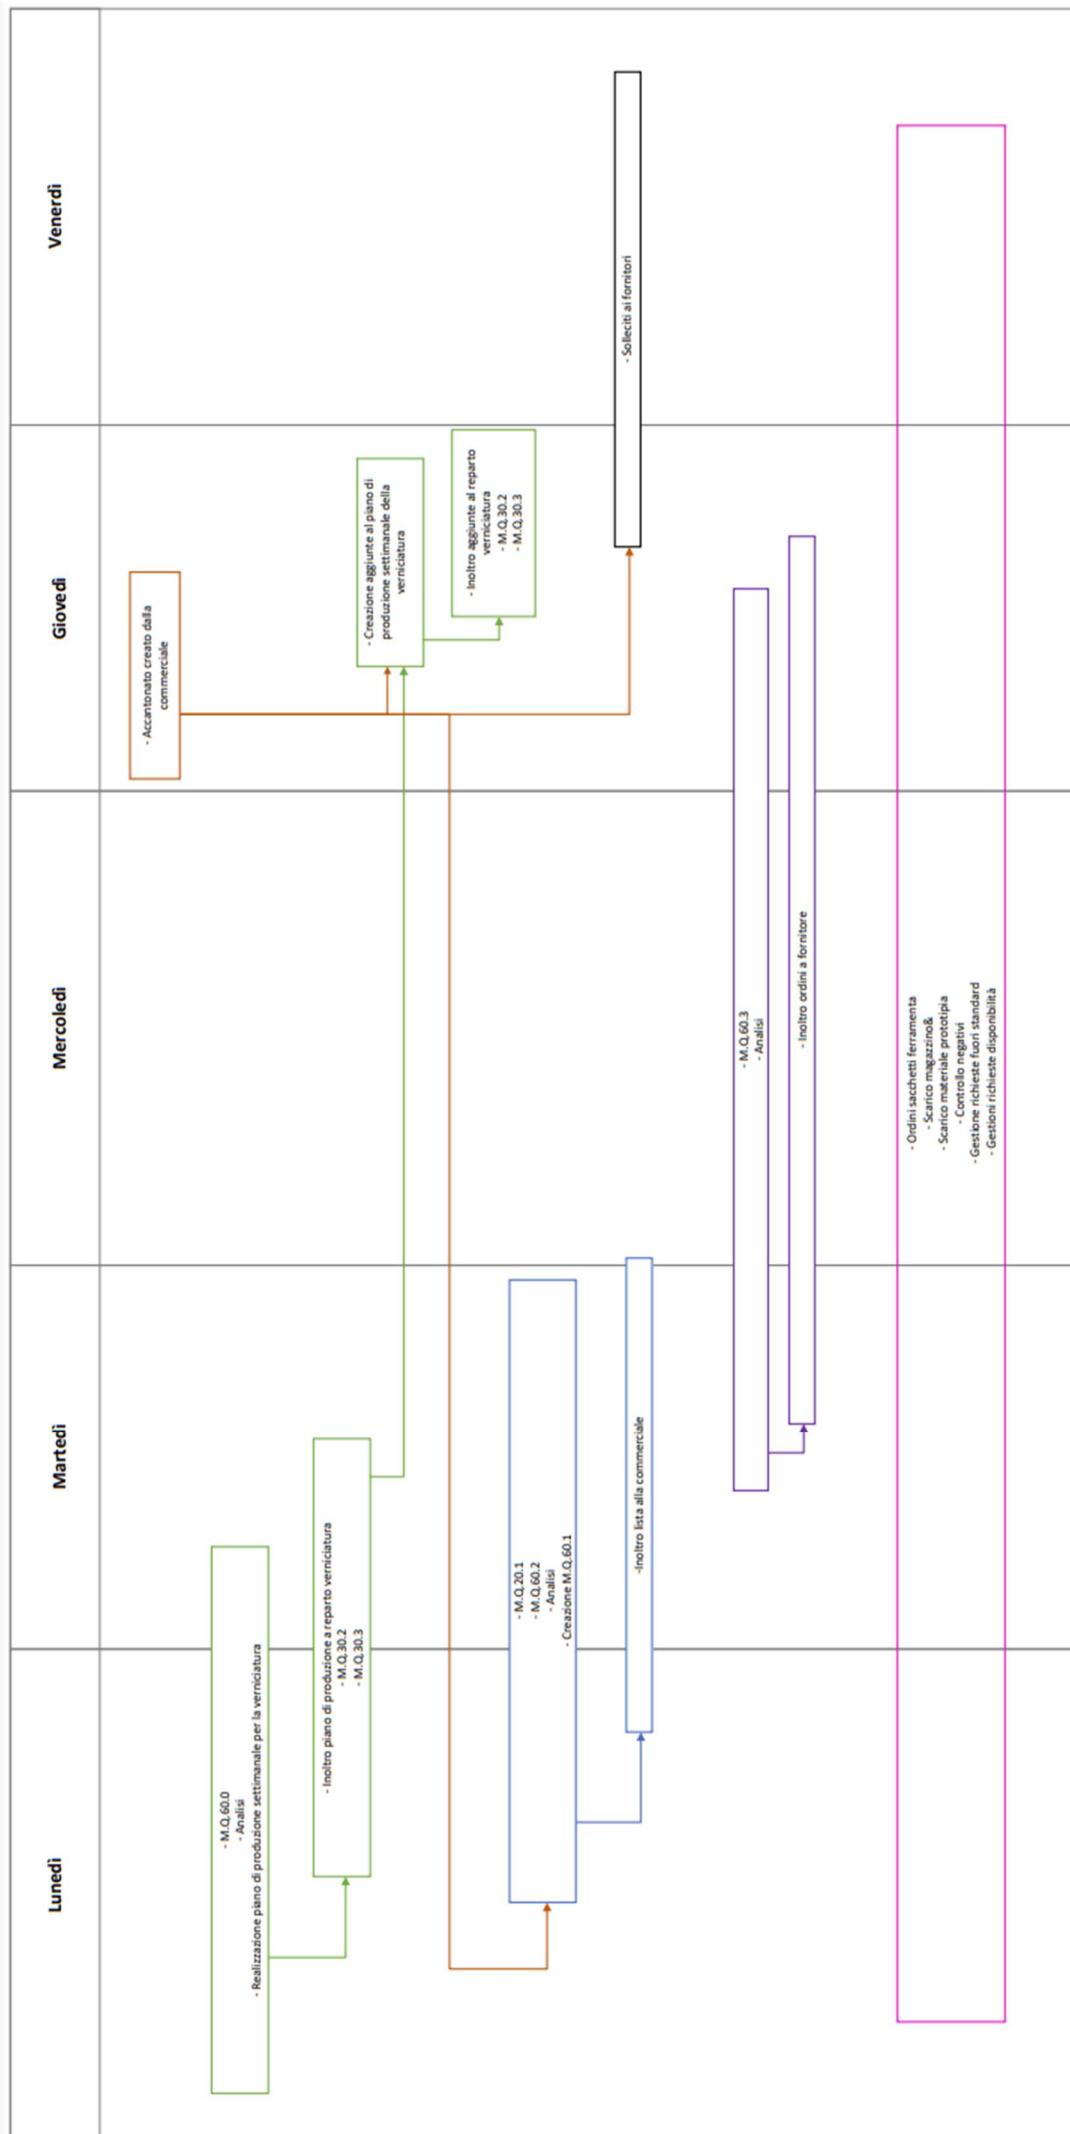 Lunedì
Martedì
Mercoledì
Giovedì
Venerdì
- Accantonato creato dalla
commerciale
- M.Q.60.0
- Analisi
- Realizzazione piano di produzione settimanale per la verniciatura
- Inoltro piano di produzione a reparto verniciatura
- M.Q.30.2
- M.Q.30.3
- Creazione aggiunte al piano di
produzione settimanale della
verniciatura
- Inoltro aggiunte al reparto
verniciatura
- M.Q.30.2
- M.Q.30.3
- M.Q.20.1
- M.Q.60.2
- Analisi
- Creazione M.Q.60.1
-Inoltro lista alla commerciale
- Solleciti ai fornitori
- M.Q.60.3
- Analisi
- Inoltro ordini a fornitore
- Ordini sacchetti ferramenta
- Scarico magazzino&
- Scarico materiale prototipia
- Controllo negativi
- Gestione richieste fuori standard
- Gestioni richieste disponibilità